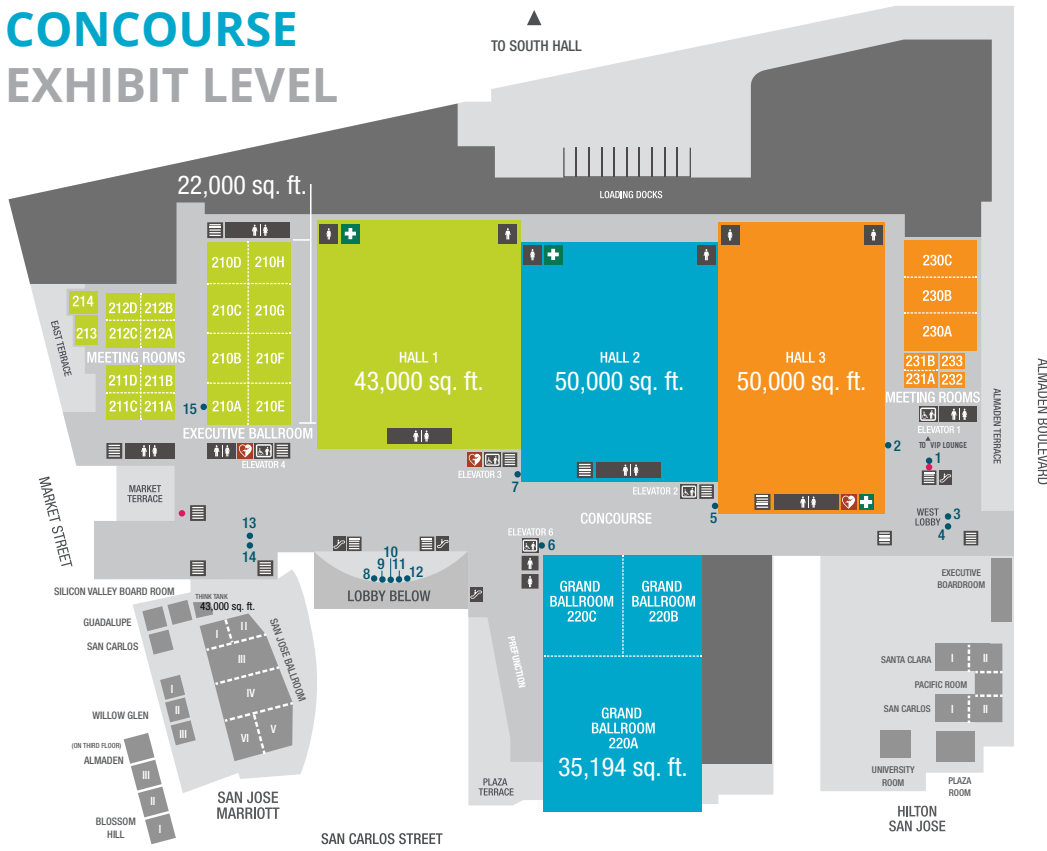 CONCOURSE
EXHIBIT LEVEL
TO SOUTH HALL
LOADING DOCKS
22,000 sq. ft.
210D 210H
210C 210G
210B 210F
210A 210E
EXECUTIVE BALLROOM
ELEVATOR 4
15
214
213
212D 212B
212C 212A
MEETING ROOMS
211D 211B
211C 211A
EAST TERRACE
HALL 1
43,000 sq. ft.
HALL 2
50,000 sq. ft.
HALL 3
50,000 sq. ft.
230C
230B
230A
231B 233
231A 232
MEETING ROOMS
ELEVATOR 1
TO VIP LOUNGE
1
2
ALMADEN TERRACE
ALMADEN BOULEVARD
ELEVATOR 3
7
ELEVATOR 2
5
CONCOURSE
WEST
LOBBY
3
4
MARKET
TERRACE
MARKET STREET
13
14
ELEVATOR 6
6
10
9 11
8 12
LOBBY BELOW
PREFUNCTION
GRAND
BALLROOM
220C
GRAND
BALLROOM
220B
GRAND
BALLROOM
220A
35,194 sq. ft.
PLAZA
TERRACE
SILICON VALLEY BOARD ROOM
THINK TANK
43,000 sq. ft.
GUADALUPE
SAN CARLOS
I II
III
IV
VI V
SAN JOSE BALLROOM
WILLOW GLEN
I
II
III
(ON THIRD FLOOR)
ALMADEN
III
II
I
BLOSSOM
HILL
SAN JOSE
MARRIOTT
SAN CARLOS STREET
EXECUTIVE
BOARDROOM
SANTA CLARA I II
PACIFIC ROOM
SAN CARLOS I II
UNIVERSITY
ROOM
PLAZA
ROOM
HILTON
SAN JOSE